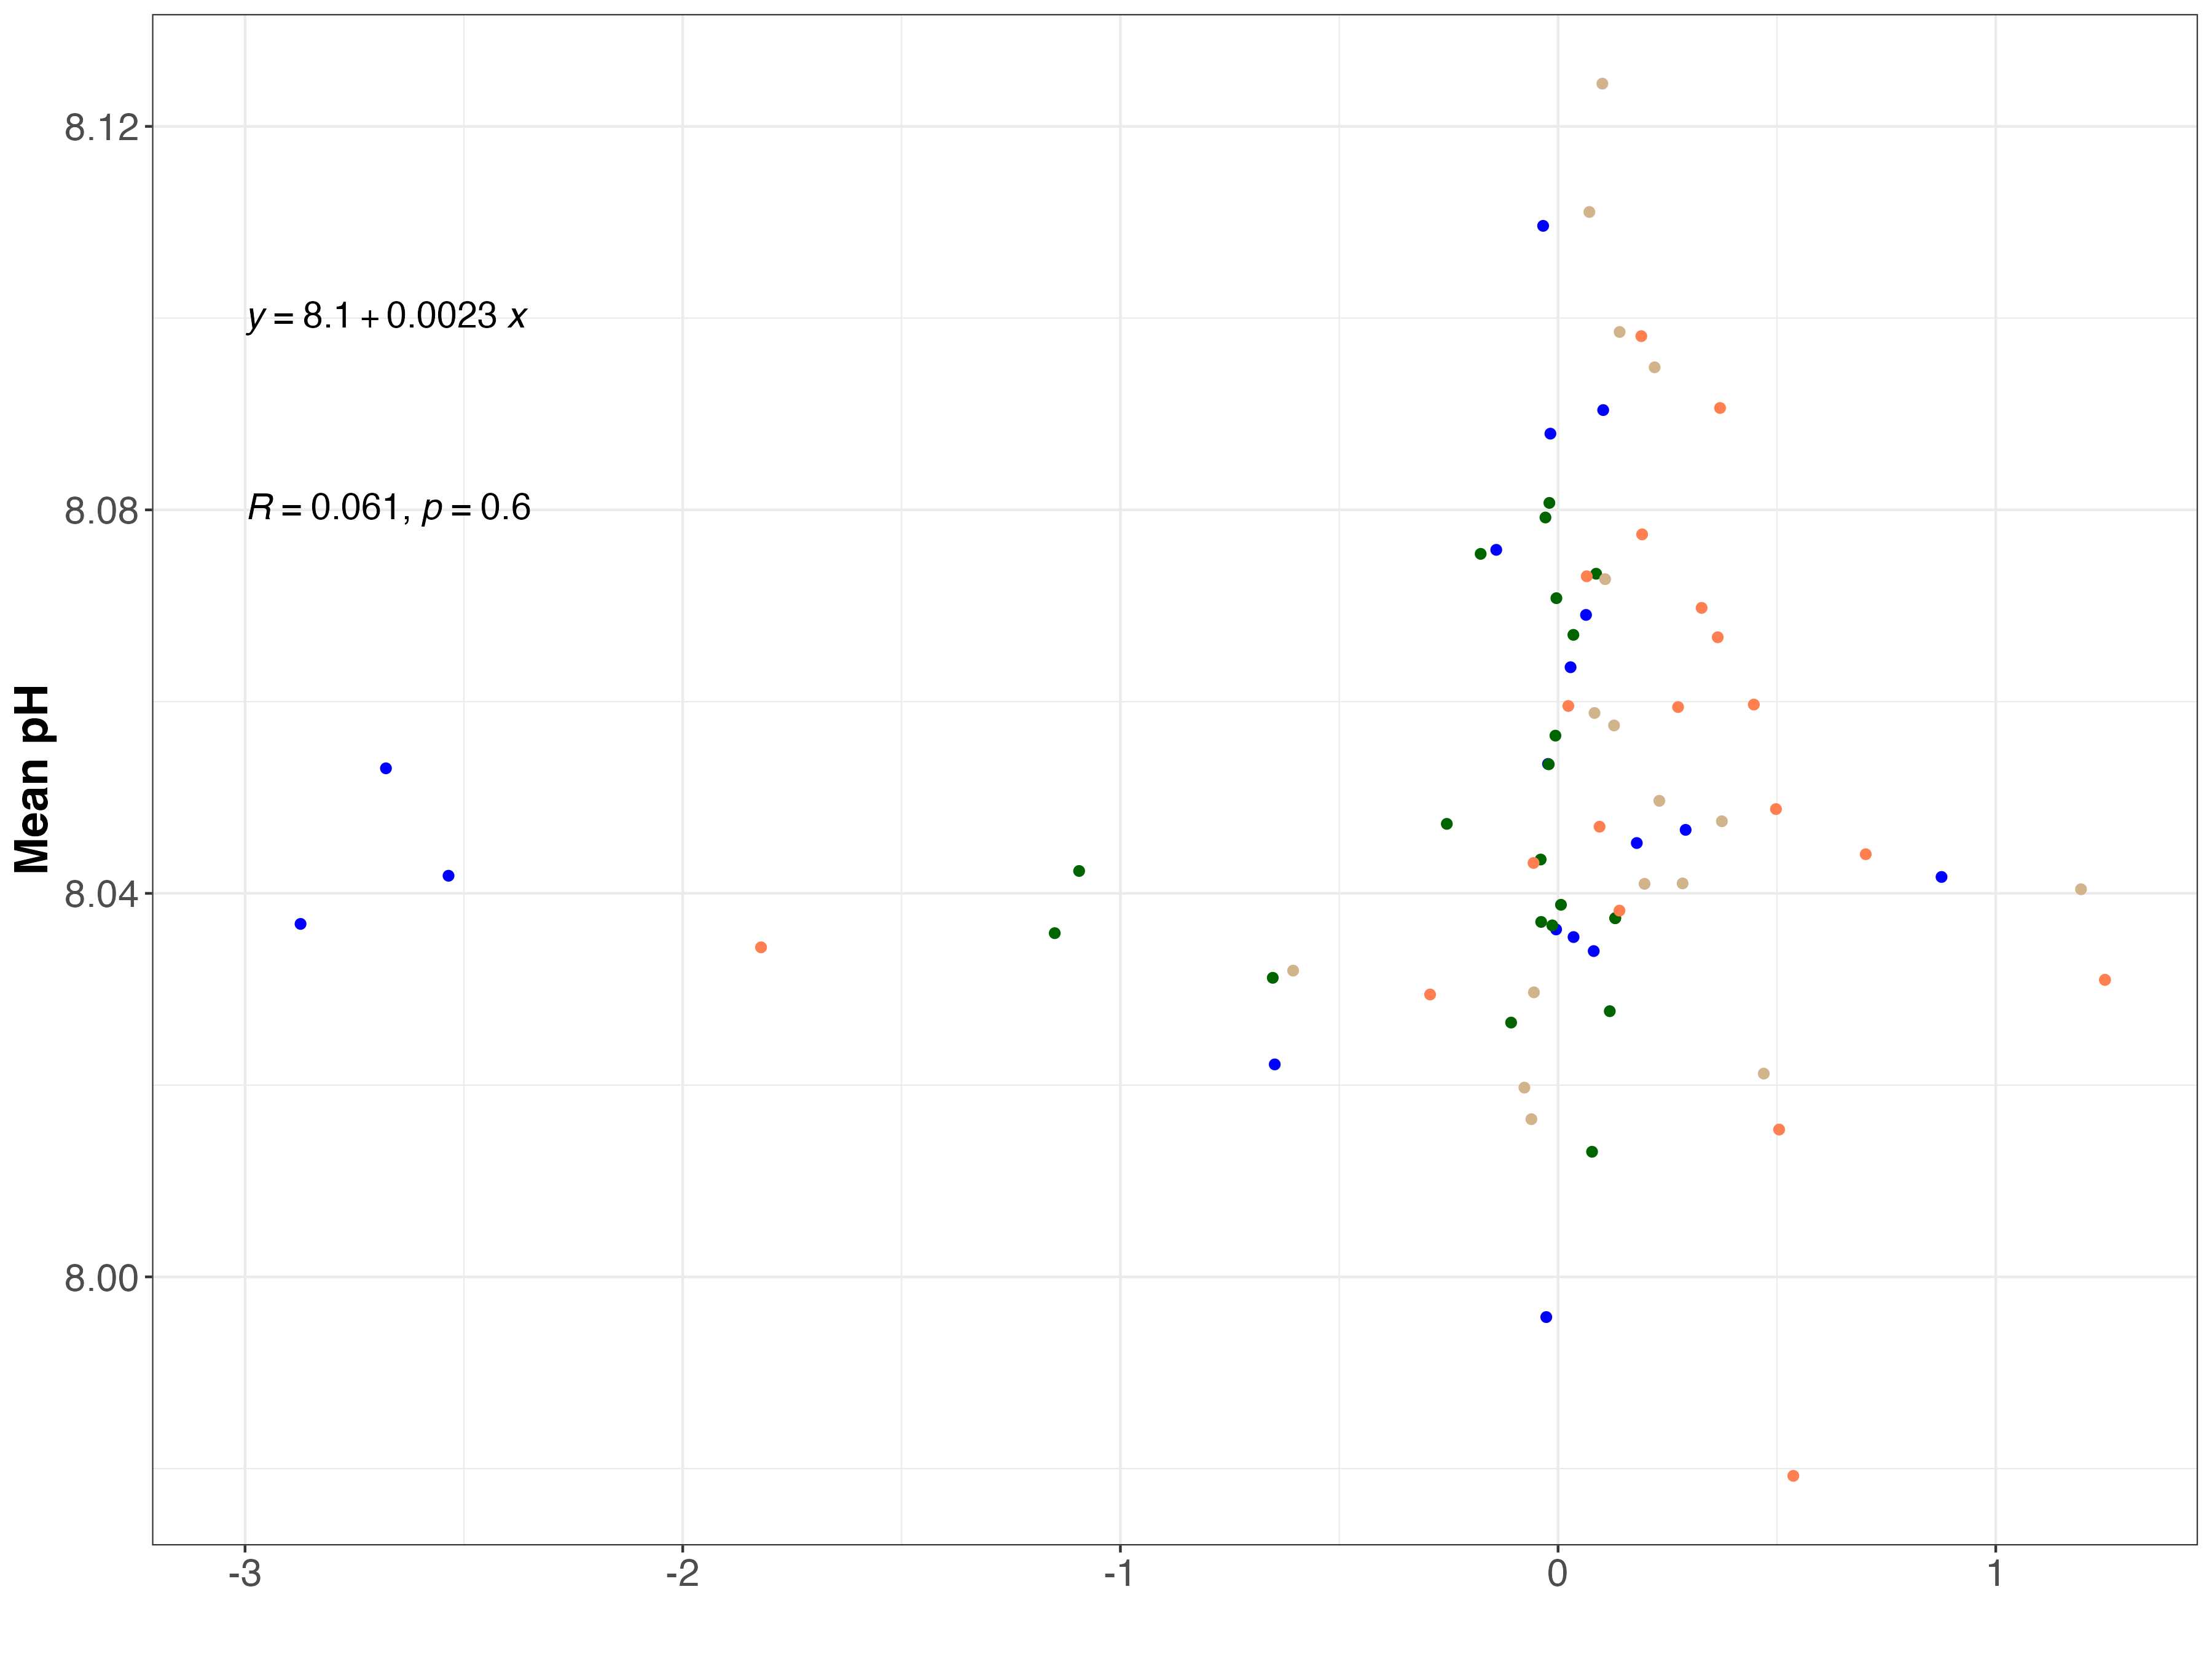 8.12
y = 8.1 + 0.0023 x
R = 0.061, p = 0.6
8.08
Mean pH
8.04
8.00
-3 -2 -1 0 1